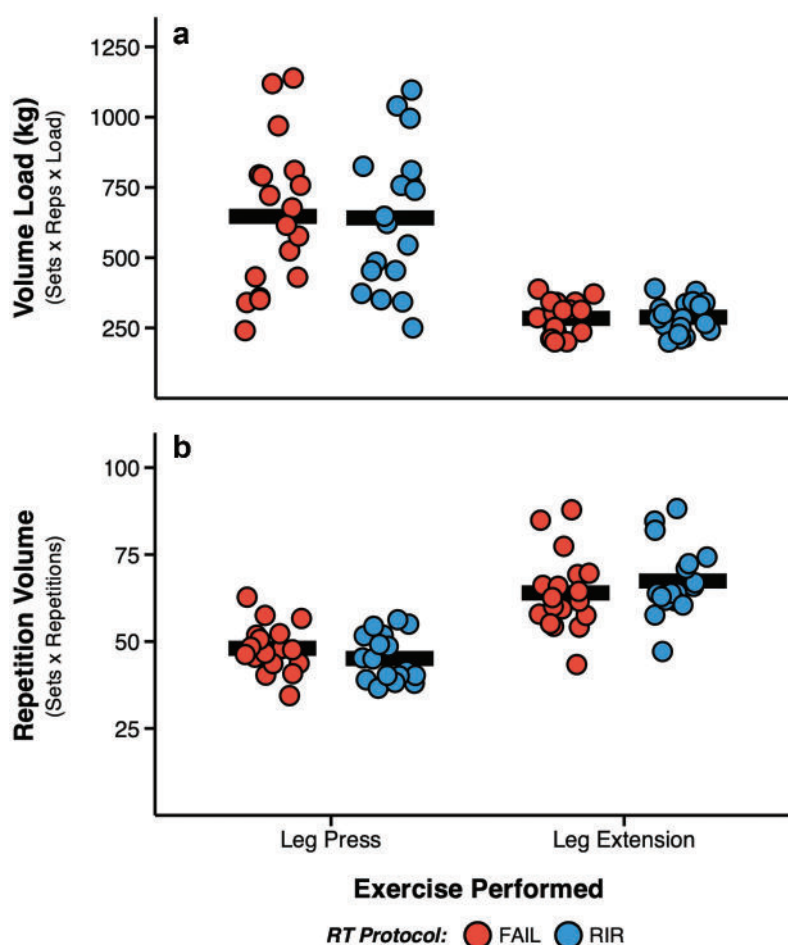 a
Volume Load (kg)
(Sets x Reps x Load)
1250
1000
750
500
250
b
Repetition Volume
(Sets x Repetitions)
100
75
50
25
Leg Press Leg Extension
Exercise Performed
RT Protocol: FAIL RIR